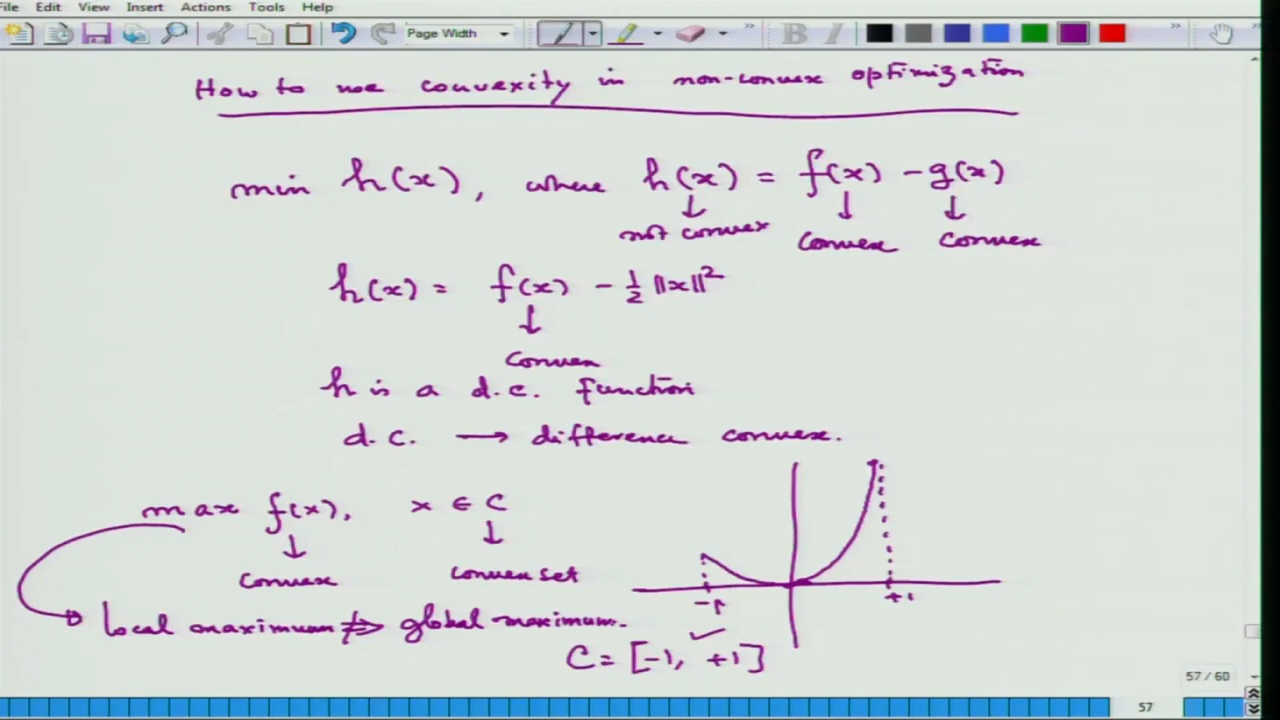 File Edit View Insert Actions Tools Help
Page Width
How to use convexity in non-convex optimization
min h(x), where h(x) = f(x) - g(x)
↓ ↓ ↓
not convex convex convex
h(x) = f(x) - 1/2 ||x||²
↓
Convex
h is a d.c. function
d.c. → difference convex.
max f(x), x ∈ C
↓ ↓
Convex convex set
local maximum ⇏ global maximum.
-1 +1
C = [-1, +1]
57 / 60
57